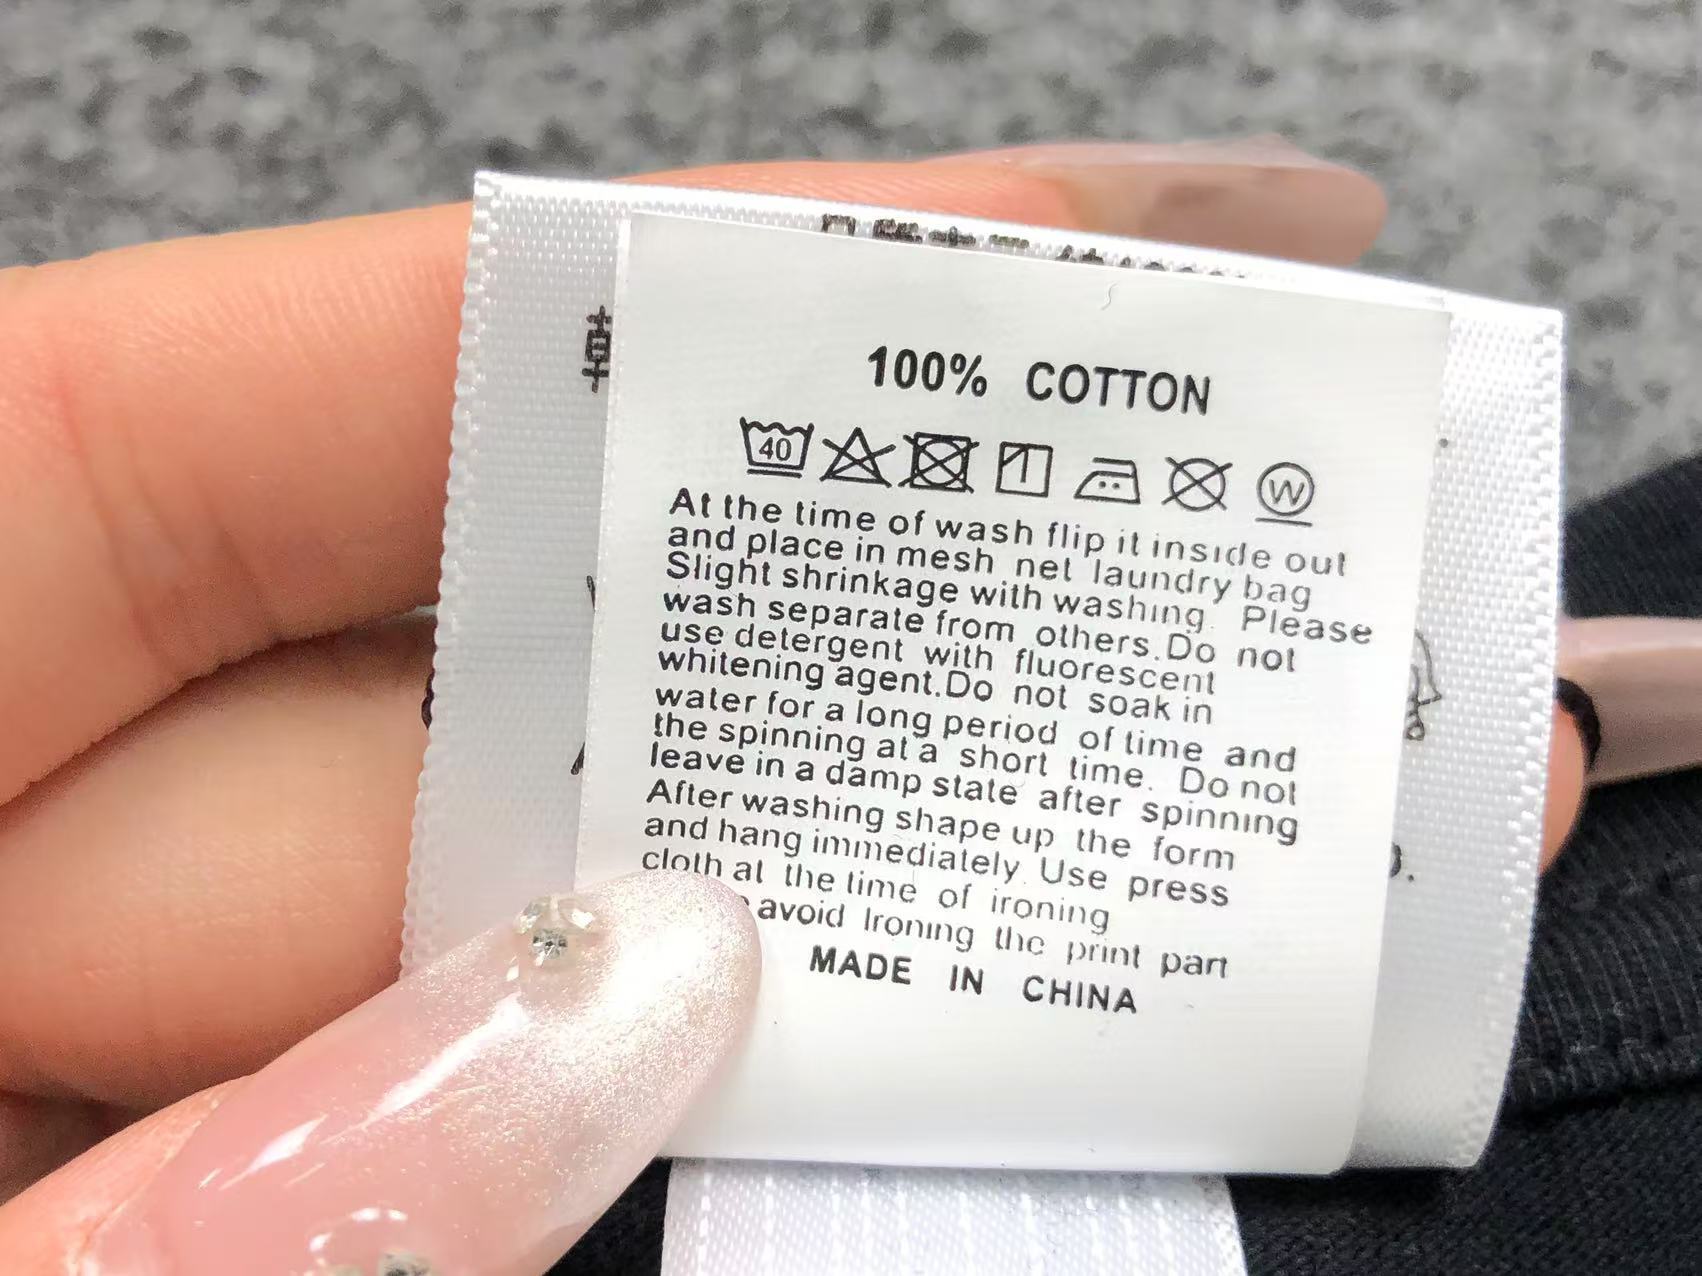 100% COTTON
40
W
At the time of wash flip it inside out
and place in mesh net laundry bag
Slight shrinkage with washing. Please
wash separate from others.Do not
use detergent with fluorescent
whitening agent.Do not soak in
water for a long period of time and
the spinning at a short time. Do not
leave in a damp state after spinning
After washing shape up the form
and hang immediately. Use press
cloth at the time of ironing
avoid Ironing the print part
MADE IN CHINA